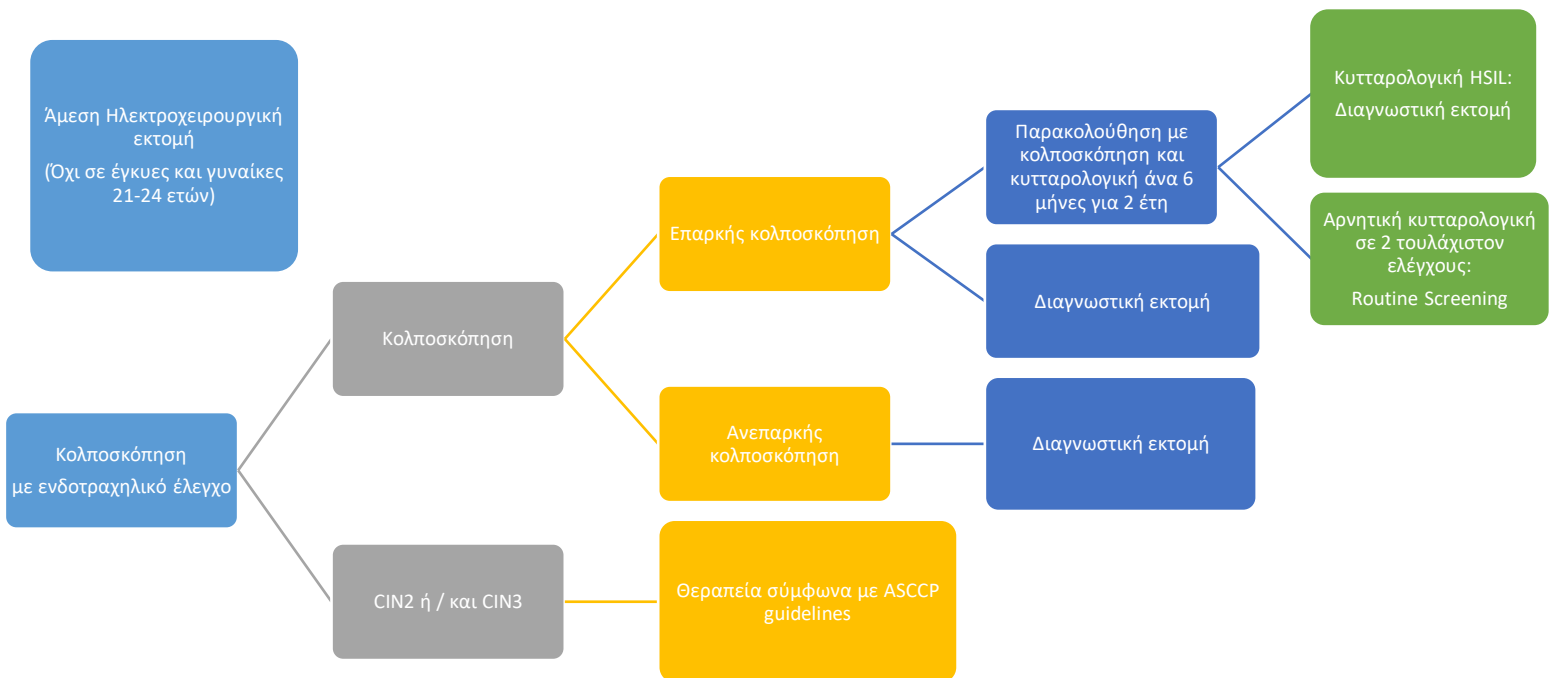 Άμεση Ηλεκτροχειρουργική
εκτομή
(Όχι σε έγκυες και γυναίκες
21-24 ετών)
Κολποσκόπηση
με ενδοτραχηλικό έλεγχο
Κολποσκόπηση
CIN2 ή / και CIN3
Επαρκής κολποσκόπηση
Ανεπαρκής
κολποσκόπηση
Θεραπεία σύμφωνα με ASCCP
guidelines
Παρακολούθηση με
κολποσκόπηση και
κυτταρολογική άνα 6
μήνες για 2 έτη
Διαγνωστική εκτομή
Διαγνωστική εκτομή
Κυτταρολογική HSIL:
Διαγνωστική εκτομή
Αρνητική κυτταρολογική
σε 2 τουλάχιστον
ελέγχους:
Routine Screening